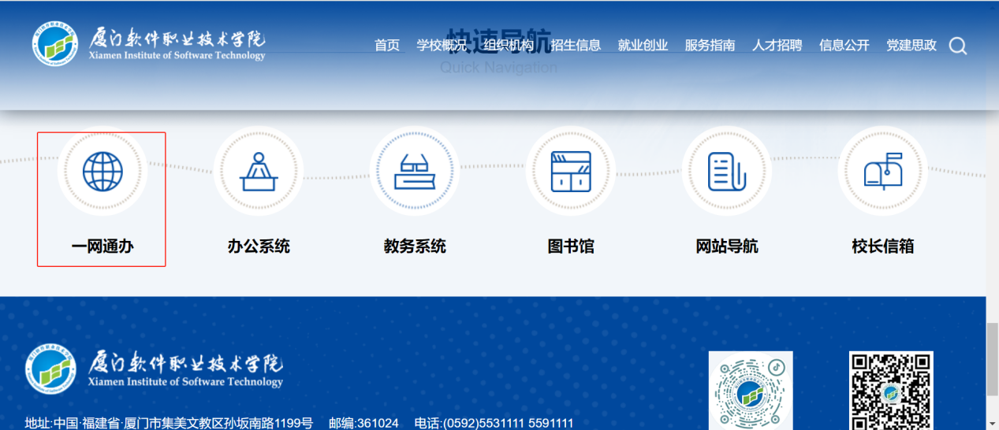 厦门软件职业技术学院
Xiamen Institute of Software Technology
首页 学校概况 组织机构 招生信息 就业创业 服务指南 人才招聘 信息公开 党建思政
快速导航
Quick Navigation
一网通办 办公系统 教务系统 图书馆 网站导航 校长信箱
厦门软件职业技术学院
Xiamen Institute of Software Technology
地址:中国·福建省·厦门市集美文教区孙坂南路1199号 邮编:361024 电话:(0592)5531111 5591111